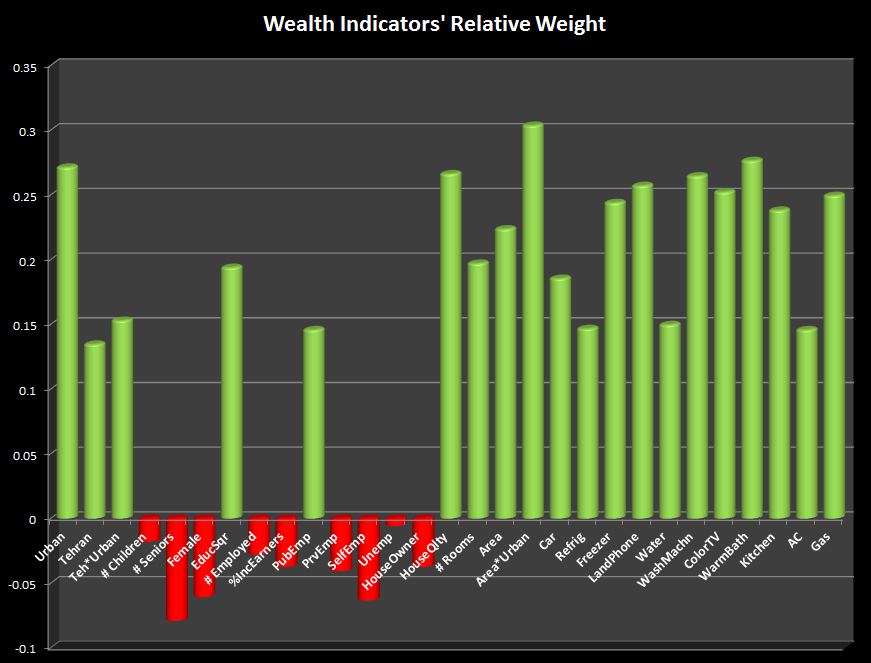 Wealth Indicators' Relative Weight
0.35
0.3
0.25
0.2
0.15
0.1
0.05
0
-0.05
-0.1
Urban
Tehran
Teh*Urban
# Children
# Seniors
Female
EducSqr
# Employed
%IncEarners
PubEmp
PrvEmp
SelfEmp
Unemp
HouseOwner
HouseQlty
# Rooms
Area
Area*Urban
Car
Refrig
Freezer
LandPhone
Water
WashMachn
ColorTV
WarmBath
Kitchen
AC
Gas